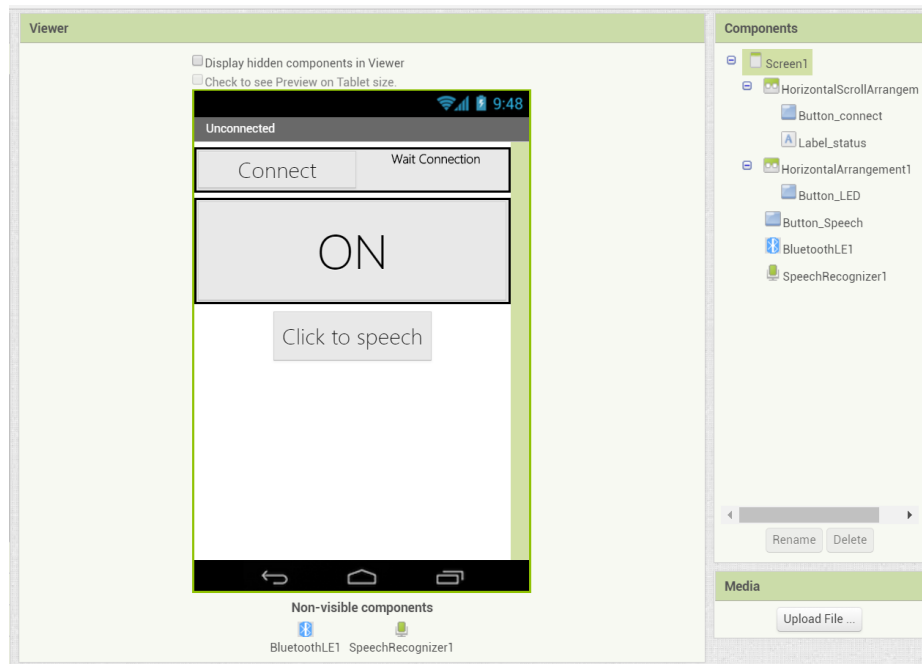 Viewer
Display hidden components in Viewer
Check to see Preview on Tablet size.
9:48
Unconnected
Connect
Wait Connection
ON
Click to speech
Non-visible components
BluetoothLE1 SpeechRecognizer1
Components
Screen1
HorizontalScrollArrangem
Button_connect
A Label_status
HorizontalArrangement1
Button_LED
Button_Speech
BluetoothLE1
SpeechRecognizer1
Rename Delete
Media
Upload File ...